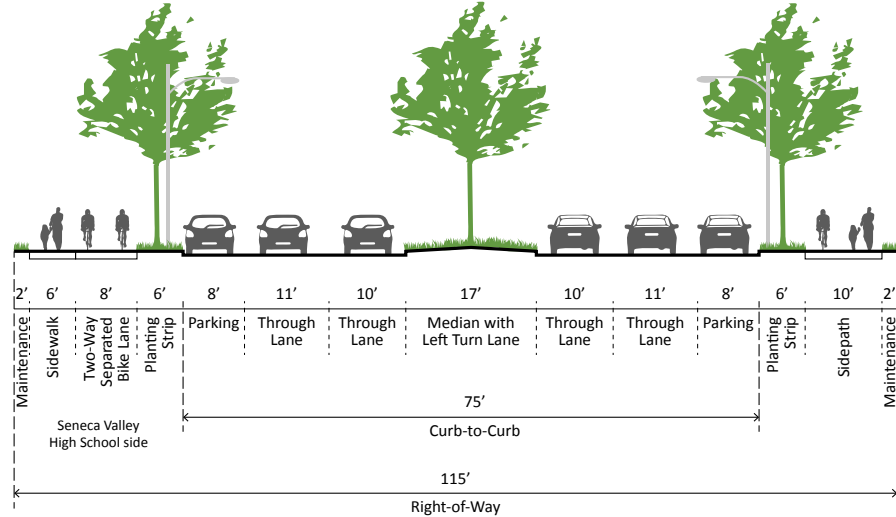 2’ 6’ 8’ 6’ 8’ 11’ 10’ 17’ 10’ 11’ 8’ 6’ 10’ 2’
Maintenance
Sidewalk
Two-Way
Separated
Bike Lane
Planting
Strip
Parking
Through
Lane
Through
Lane
Median with
Left Turn Lane
Through
Lane
Through
Lane
Parking
Planting
Strip
Sidepath
Maintenance
75’
Curb-to-Curb
Seneca Valley
High School side
115’
Right-of-Way